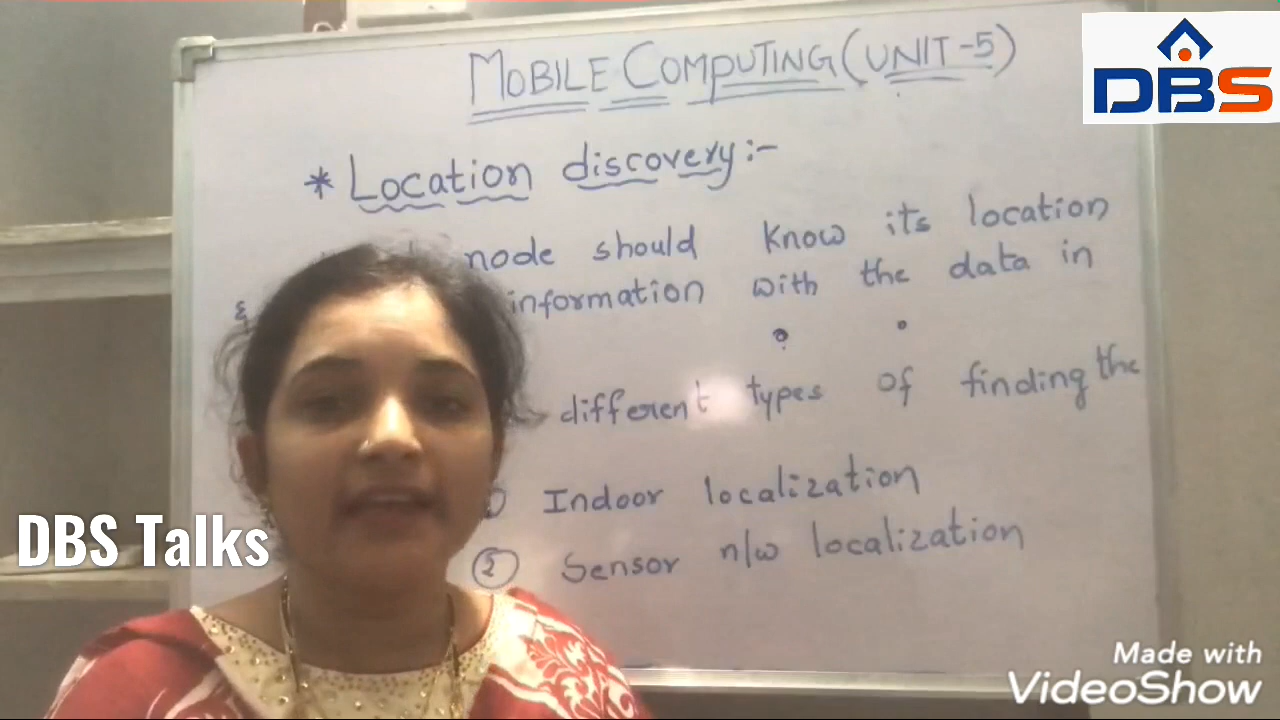 MOBILE COMPUTING (UNIT-5)
DBS
* Location discovery:-
node should know its location
& information with the data in
different types of finding the
Indoor localization
② Sensor n/w localization
DBS Talks
Made with
VideoShow